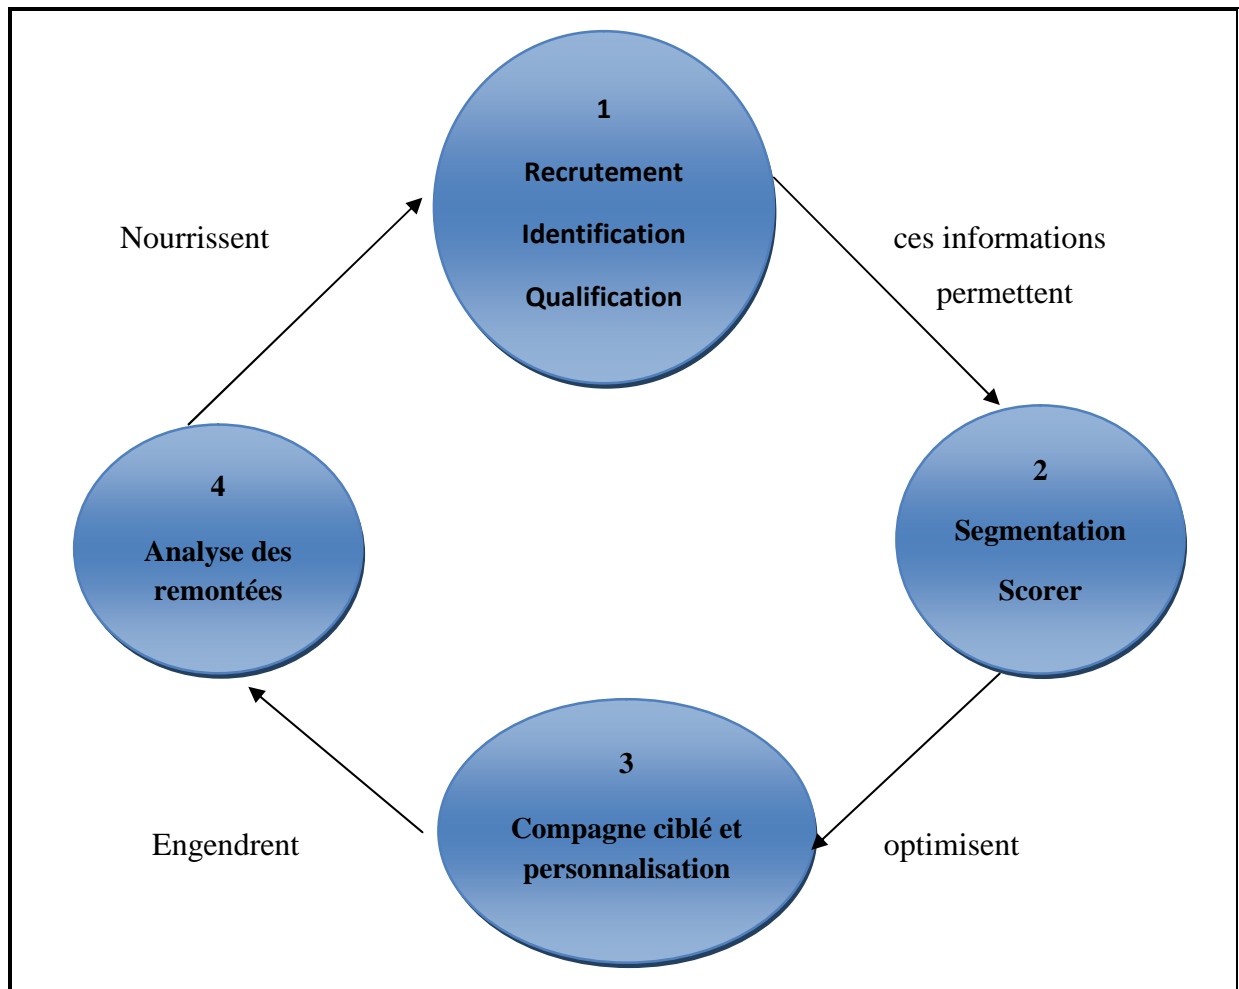 1
Recrutement
Identification
Qualification
ces informations
permettent
2
Segmentation
Scorer
optimisent
3
Compagne ciblé et
personnalisation
Engendrent
4
Analyse des
remontées
Nourrissent